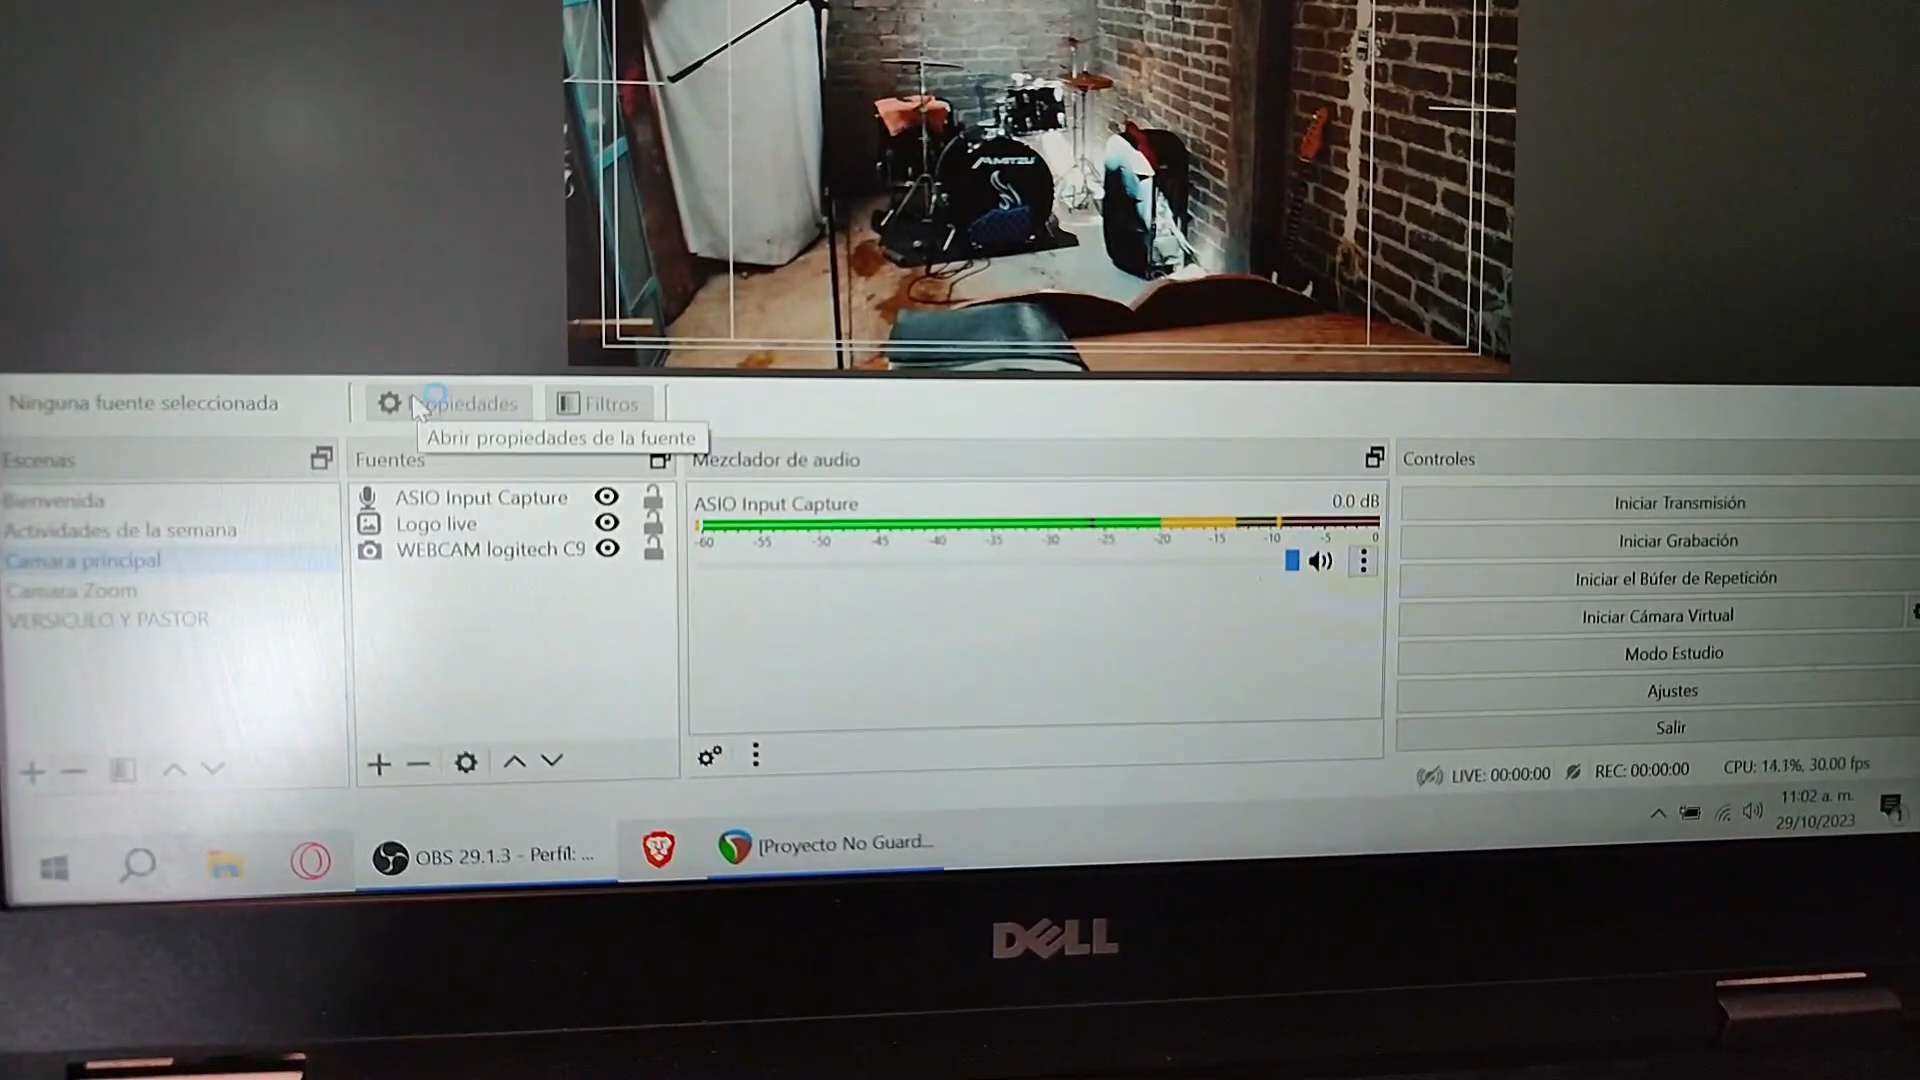 AMITZU
Ninguna fuente seleccionada
Propiedades
Filtros
Abrir propiedades de la fuente
Escenas
Bienvenida
Actividades de la semana
Camara principal
Camara Zoom
VERSICULO Y PASTOR
Fuentes
ASIO Input Capture
Logo live
WEBCAM logitech C9
Mezclador de audio
ASIO Input Capture
0.0 dB
-60 -55 -50 -45 -40 -35 -30 -25 -20 -15 -10 -5 0
Controles
Iniciar Transmisión
Iniciar Grabación
Iniciar el Búfer de Repetición
Iniciar Cámara Virtual
Modo Estudio
Ajustes
Salir
LIVE: 00:00:00
REC: 00:00:00
CPU: 14.1%, 30.00 fps
OBS 29.1.3 - Perfil: ...
[Proyecto No Guard...
11:02 a. m.
29/10/2023
1
DELL